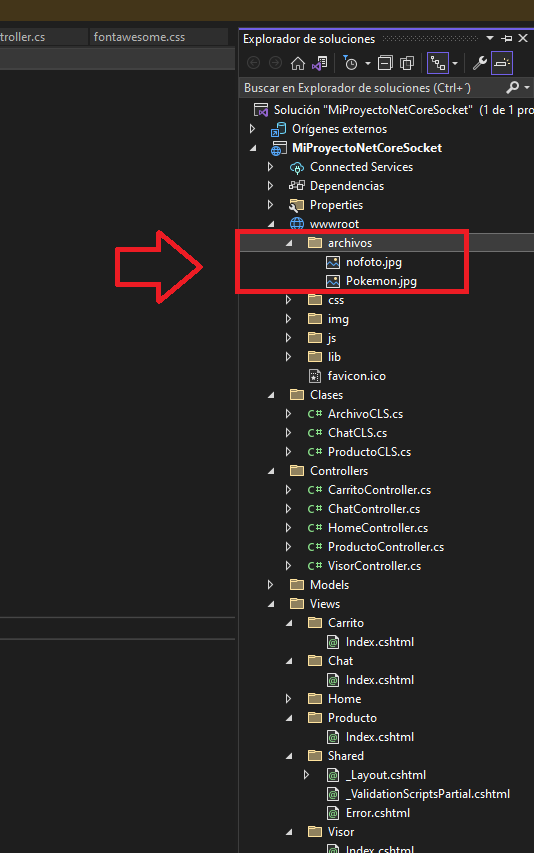 troller.cs
fontawesome.css
Explorador de soluciones
Buscar en Explorador de soluciones (Ctrl+´)
Solución "MiProyectoNetCoreSocket" (1 de 1 pro
Orígenes externos
MiProyectoNetCoreSocket
Connected Services
Dependencias
Properties
wwwroot
archivos
nofoto.jpg
Pokemon.jpg
css
img
js
lib
favicon.ico
Clases
C# ArchivoCLS.cs
C# ChatCLS.cs
C# ProductoCLS.cs
Controllers
C# CarritoController.cs
C# ChatController.cs
C# HomeController.cs
C# ProductoController.cs
C# VisorController.cs
Models
Views
Carrito
Index.cshtml
Chat
Index.cshtml
Home
Producto
Index.cshtml
Shared
_Layout.cshtml
_ValidationScriptsPartial.cshtml
Error.cshtml
Visor
Index.cshtml